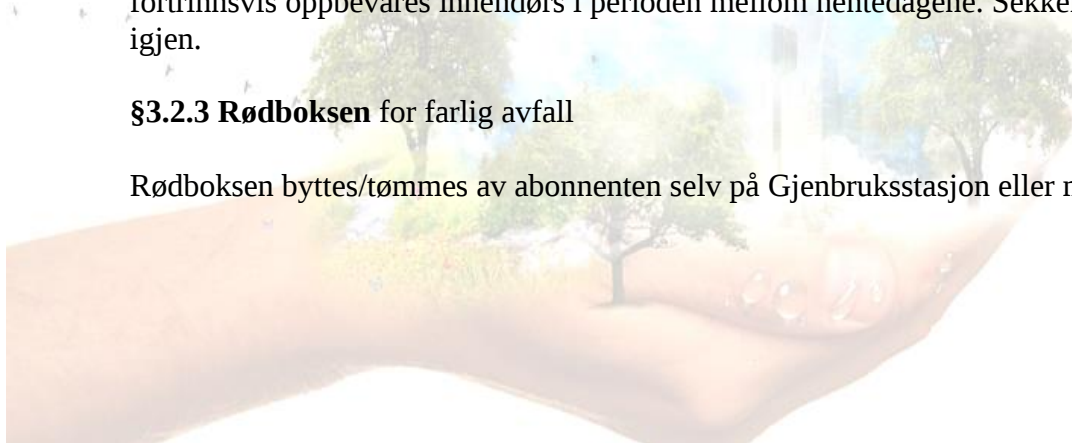 fortrinnsvis oppbevares innendørs i perioden mellom hentedagene.
igjen.
§3.2.3 Rødboksen for farlig avfall
Rødboksen byttes/tømmes av abonnenten selv på Gjenbruksstasjon eller